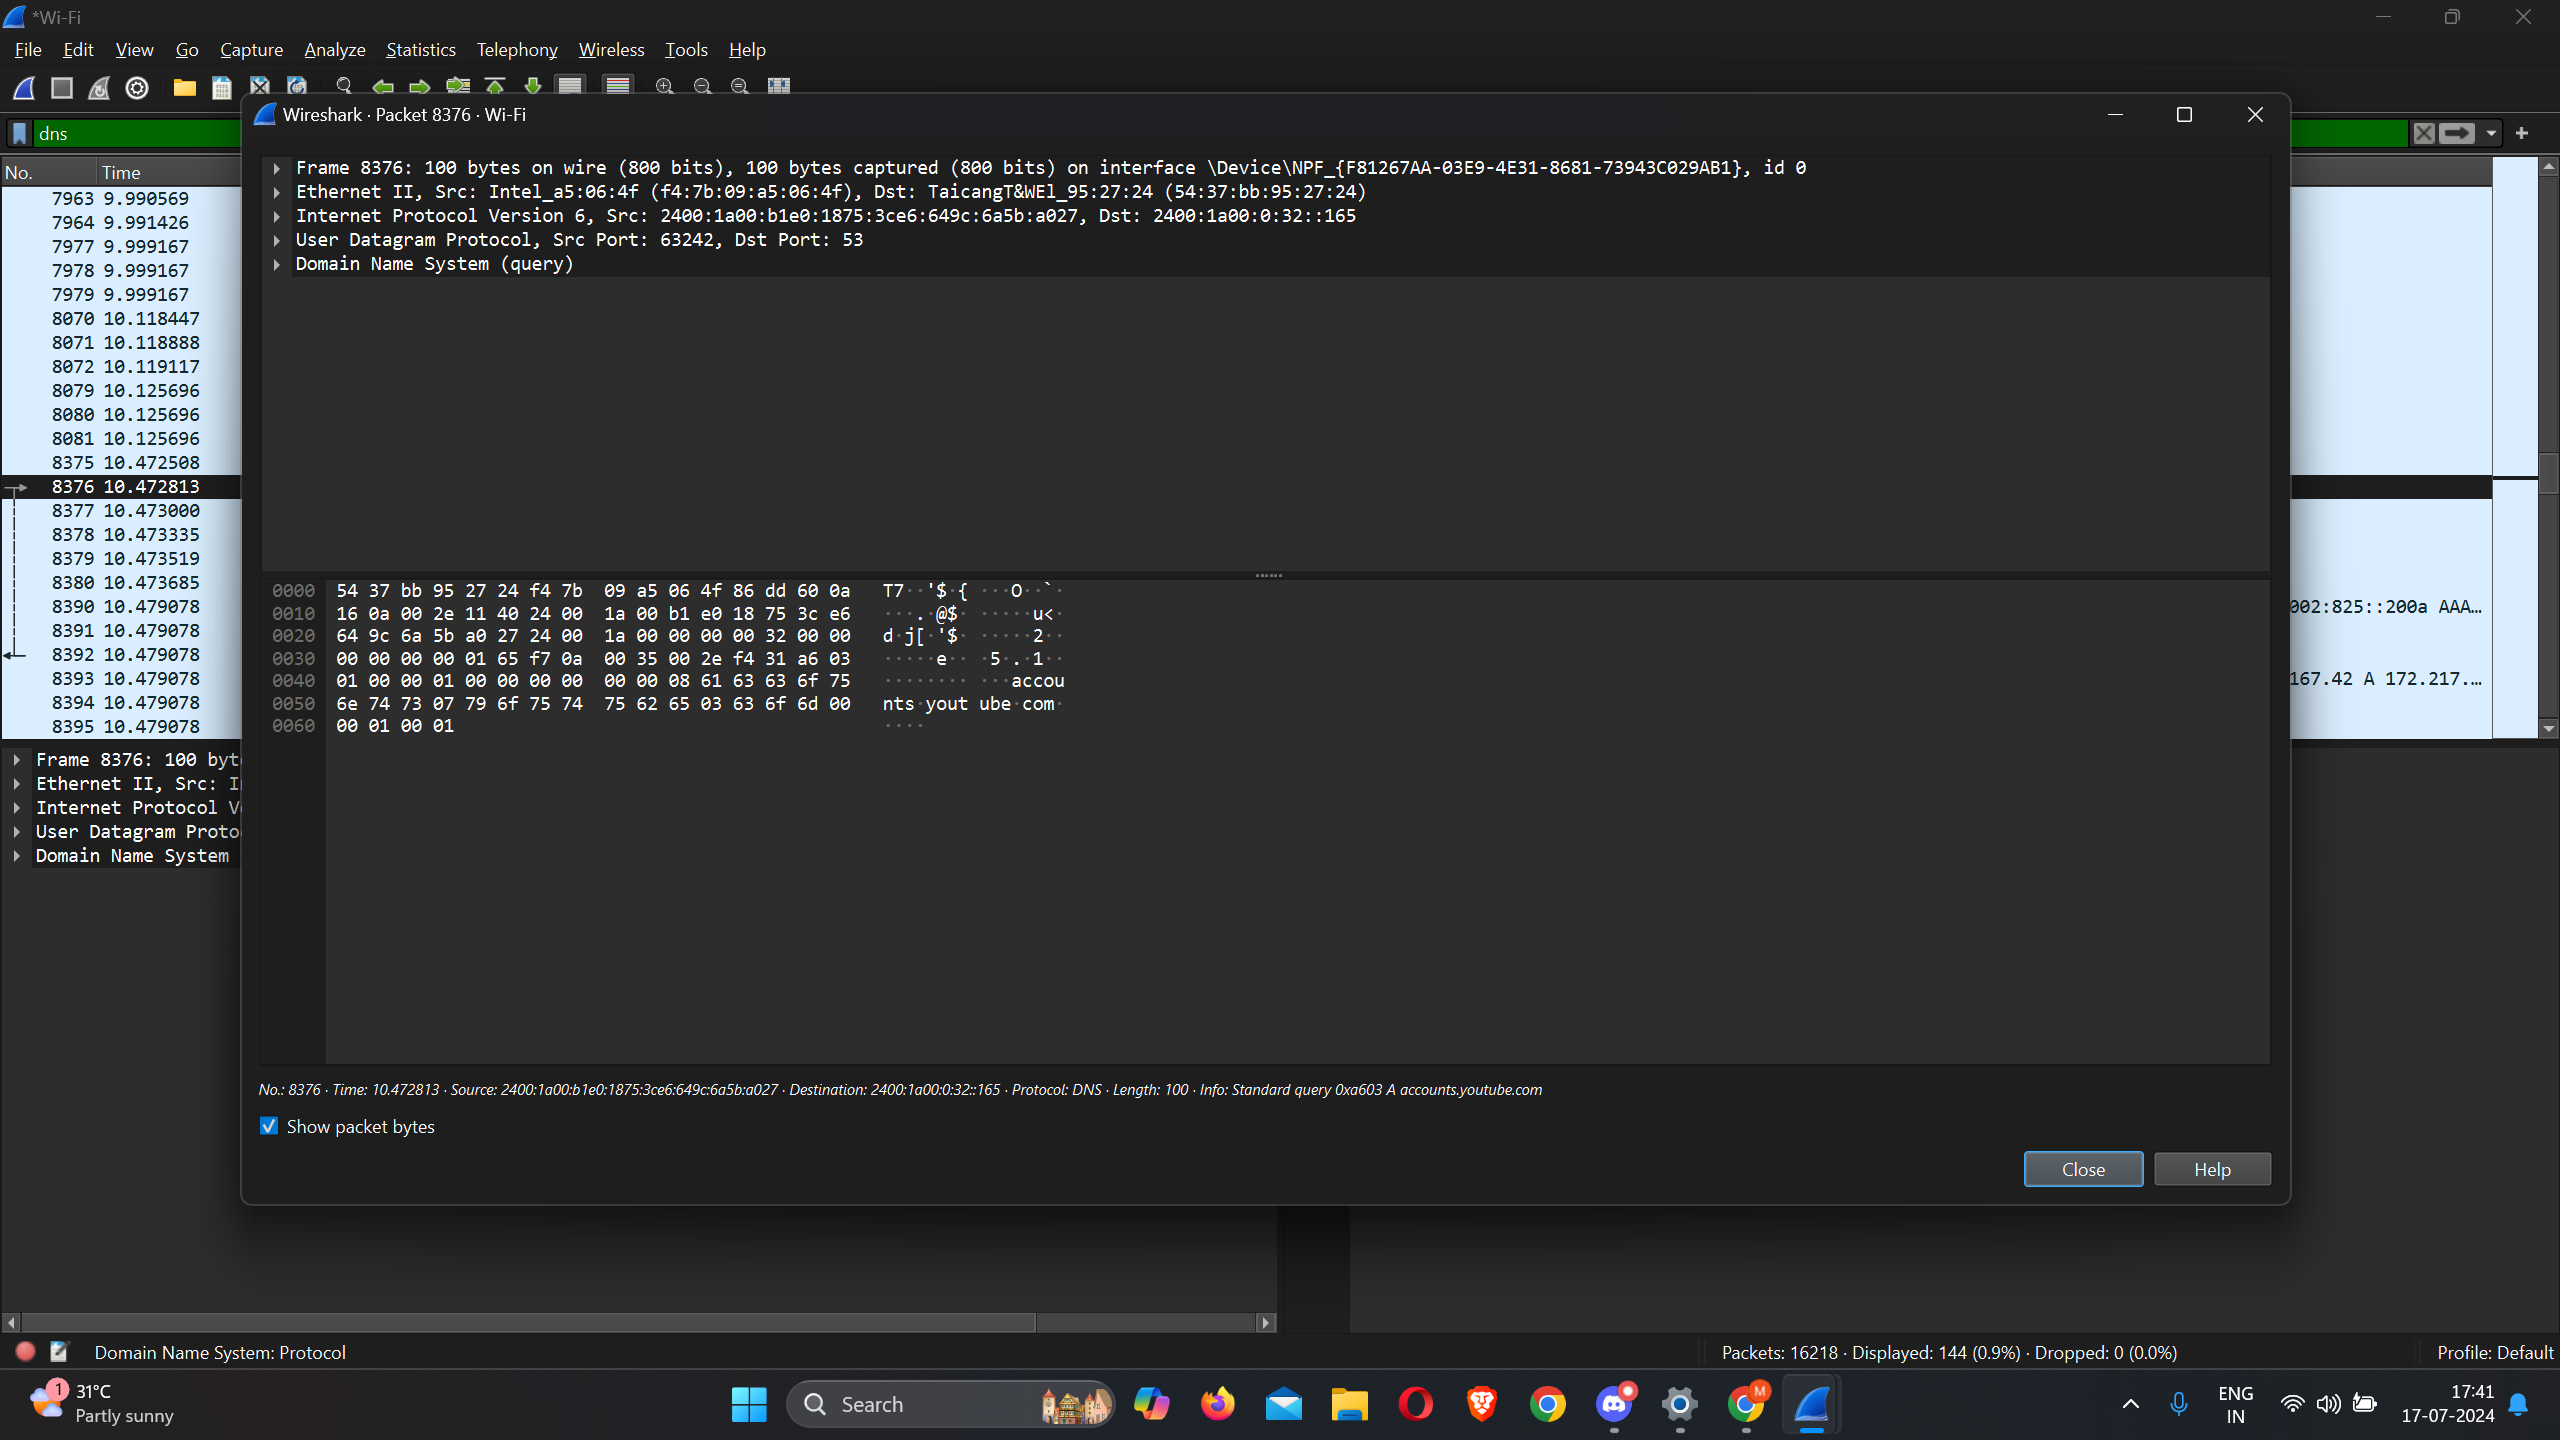 *Wi-Fi
File Edit View Go Capture Analyze Statistics Telephony Wireless Tools Help
dns
No. Time
7963 9.990569
7964 9.991426
7977 9.999167
7978 9.999167
7979 9.999167
8070 10.118447
8071 10.118888
8072 10.119117
8079 10.125696
8080 10.125696
8081 10.125696
8375 10.472508
8376 10.472813
8377 10.473000
8378 10.473335
8379 10.473519
8380 10.473685
8390 10.479078
8391 10.479078
8392 10.479078
8393 10.479078
8394 10.479078
8395 10.479078
002:825::200a AAA…
167.42 A 172.217.…
Frame 8376: 100 byt
Ethernet II, Src: I
Internet Protocol V
User Datagram Proto
Domain Name System
Wireshark · Packet 8376 · Wi-Fi
Frame 8376: 100 bytes on wire (800 bits), 100 bytes captured (800 bits) on interface \Device\NPF_{F81267AA-03E9-4E31-8681-73943C029AB1}, id 0
Ethernet II, Src: Intel_a5:06:4f (f4:7b:09:a5:06:4f), Dst: TaicangT&WEl_95:27:24 (54:37:bb:95:27:24)
Internet Protocol Version 6, Src: 2400:1a00:b1e0:1875:3ce6:649c:6a5b:a027, Dst: 2400:1a00:0:32::165
User Datagram Protocol, Src Port: 63242, Dst Port: 53
Domain Name System (query)
0000 54 37 bb 95 27 24 f4 7b 09 a5 06 4f 86 dd 60 0a T7··'$·{ ···O··`·
0010 16 0a 00 2e 11 40 24 00 1a 00 b1 e0 18 75 3c e6 ···.·@$· ·····u<·
0020 64 9c 6a 5b a0 27 24 00 1a 00 00 00 00 32 00 00 d·j[·'$· ·····2··
0030 00 00 00 00 01 65 f7 0a 00 35 00 2e f4 31 a6 03 ·····e·· ·5·.·1··
0040 01 00 00 01 00 00 00 00 00 00 08 61 63 63 6f 75 ········ ···accou
0050 6e 74 73 07 79 6f 75 74 75 62 65 03 63 6f 6d 00 nts·yout ube·com·
0060 00 01 00 01 ····
No.: 8376 · Time: 10.472813 · Source: 2400:1a00:b1e0:1875:3ce6:649c:6a5b:a027 · Destination: 2400:1a00:0:32::165 · Protocol: DNS · Length: 100 · Info: Standard query 0xa603 A accounts.youtube.com
Show packet bytes
Close Help
Domain Name System: Protocol
Packets: 16218 · Displayed: 144 (0.9%) · Dropped: 0 (0.0%)
Profile: Default
1
31°C
Partly sunny
Search
M
ENG
IN
17:41
17-07-2024